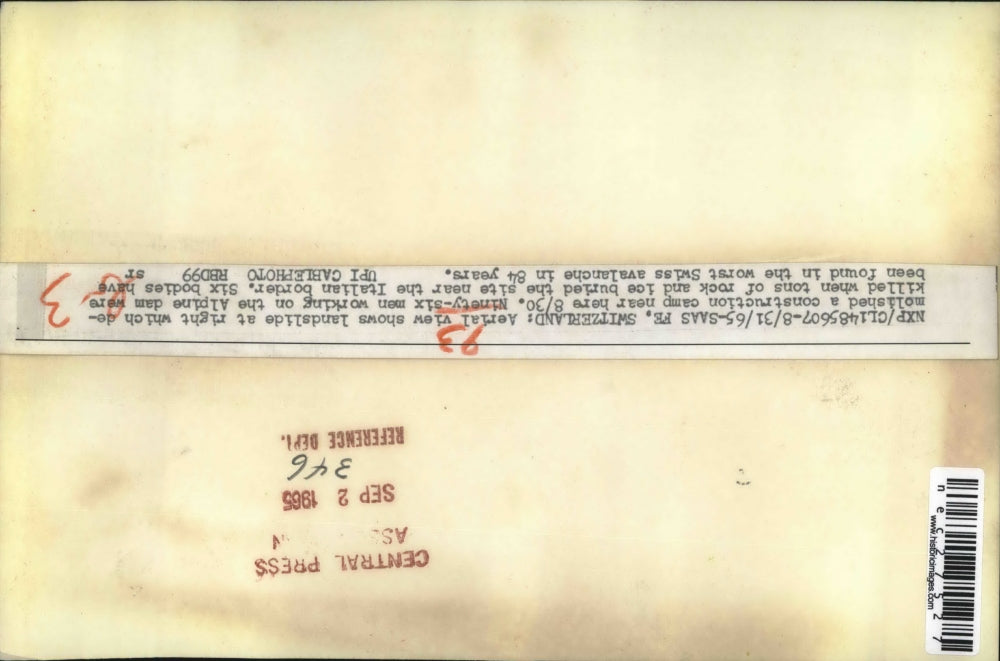 CENTRAL PRESS
SEP 2 1965
346
REFERENCE DEPT.
93
NXP/CL1485607-8/31/65-SAAS FE, SWITZERLAND: Aerial view shows landslide at right which de-
molished a construction camp near here 8/30. Ninety-six men working on the Alpine dam were
killed when tons of rock and ice buried the site near the Italian border. Six bodies have
been found in the worst Swiss avalanche in 84 years. UPI CABLEPHOTO RBD99 sr
3
nec27527
www.historicimages.com